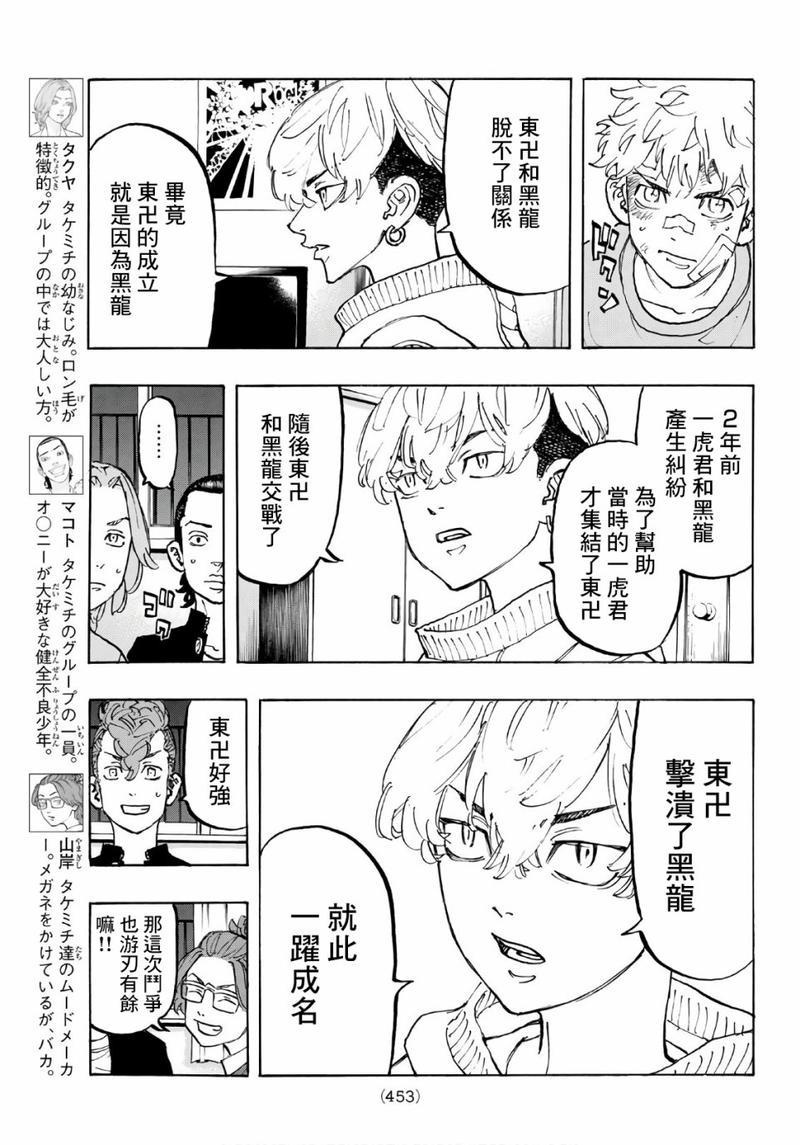 東卍和黑龍
脫不了關係
畢竟
東卍的成立
就是因為黑龍
ROCK
ゴクッ
2年前
一虎君和黑龍
產生糾紛
為了幫助
當時的一虎君
才集結了東卍
隨後東卍
和黑龍交戰了
……
ゴク
東卍
擊潰了黑龍
就此
一躍成名
東卍好強
那這次鬥爭
也游刃有餘
嘛!!
タクヤ タケミチの幼なじみ。ロン毛が
特徴的。グループの中では大人しい方。
マコト タケミチのグループの一員。
オ〇ニーが大好きな健全不良少年。
山岸 タケミチ達のムードメーカ
ー。メガネをかけているが、バカ。
(453)